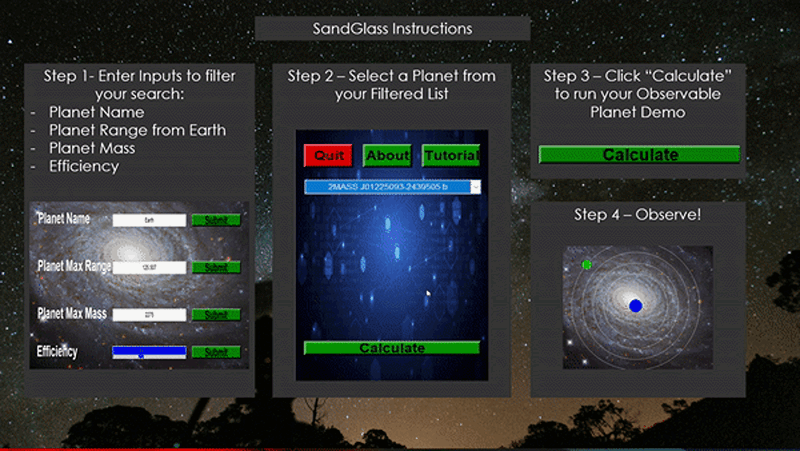 SandGlass Instructions
Step 1- Enter Inputs to filter
your search:
- Planet Name
- Planet Range from Earth
- Planet Mass
- Efficiency
Planet Name
Earth
Submit
Planet Max Range
Submit
Planet Max Mass
Submit
Efficiency
Submit
Step 2 – Select a Planet from
your Filtered List
Quit
About
Tutorial
2MASS J01225093-2439505 b
Calculate
Step 3 – Click “Calculate”
to run your Observable
Planet Demo
Calculate
Step 4 – Observe!